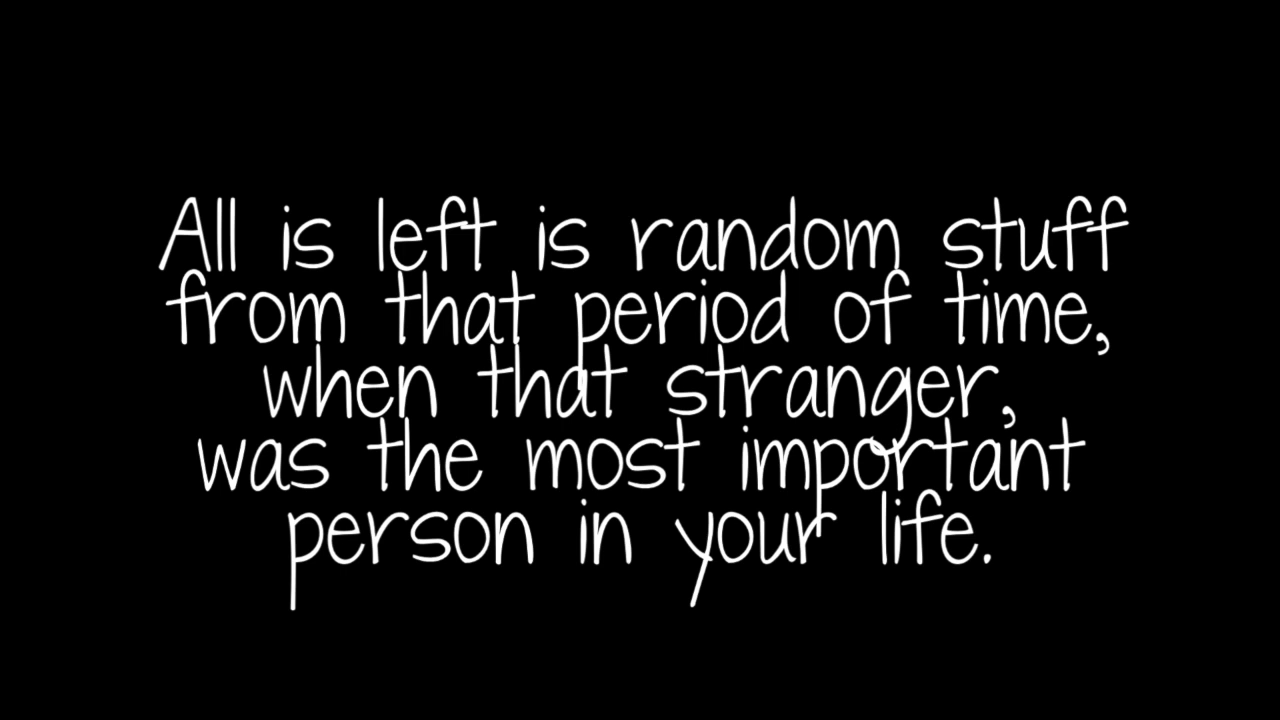 All is left is random stuff
from that period of time,
when that stranger,
was the most important
person in your life.